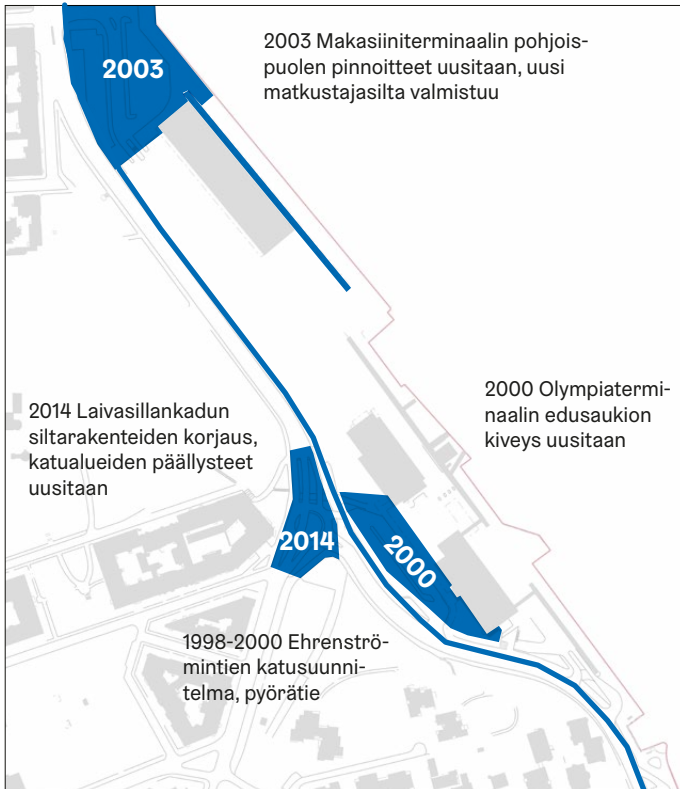 2003
2003 Makasiiniterminaalin pohjois-
puolen pinnoitteet uusitaan, uusi
matkustajasilta valmistuu
2014 Laivasillankadun
siltarakenteiden korjaus,
katualueiden päällysteet
uusitaan
2000 Olympiatermi-
naalin edusaukion
kiveys uusitaan
2014
2000
1998-2000 Ehrenströ-
mintien katusuunni-
telma, pyörätie